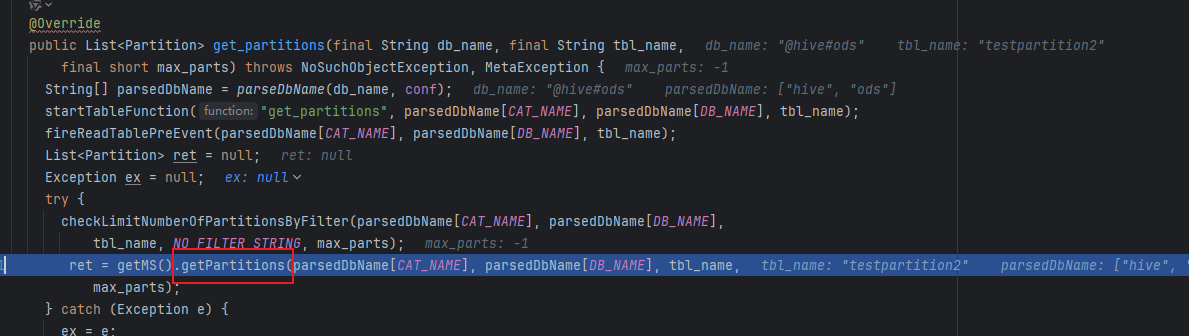 @Override
public List<Partition> get_partitions(final String db_name, final String tbl_name, db_name: "@hive#ods" tbl_name: "testpartition2"
final short max_parts) throws NoSuchObjectException, MetaException { max_parts: -1
String[] parsedDbName = parseDbName(db_name, conf); db_name: "@hive#ods" parsedDbName: ["hive", "ods"]
startTableFunction( function: "get_partitions", parsedDbName[CAT_NAME], parsedDbName[DB_NAME], tbl_name);
fireReadTablePreEvent(parsedDbName[CAT_NAME], parsedDbName[DB_NAME], tbl_name);
List<Partition> ret = null; ret: null
Exception ex = null; ex: null
try {
checkLimitNumberOfPartitionsByFilter(parsedDbName[CAT_NAME], parsedDbName[DB_NAME],
tbl_name, NO_FILTER_STRING, max_parts); max_parts: -1
ret = getMS().getPartitions(parsedDbName[CAT_NAME], parsedDbName[DB_NAME], tbl_name, tbl_name: "testpartition2" parsedDbName: ["hive", "
max_parts);
} catch (Exception e) {
ex = e;